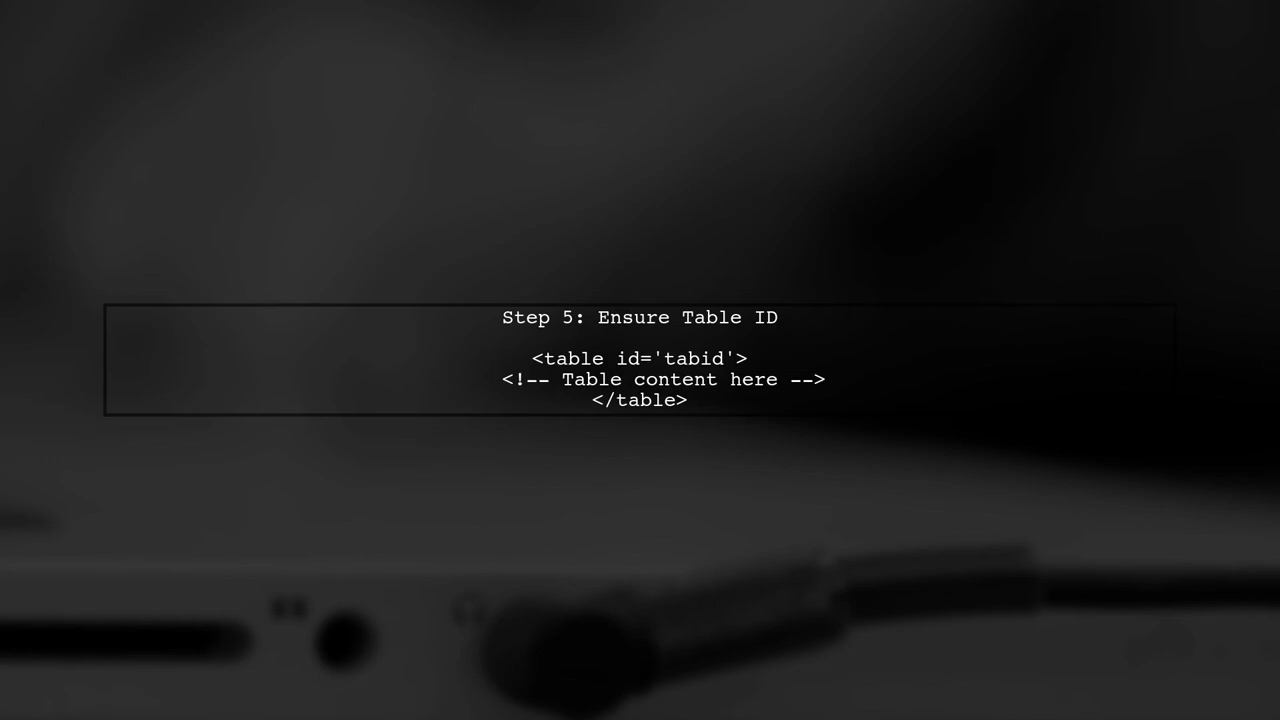 Step 5: Ensure Table ID
<table id='tabid'>
<!-- Table content here -->
</table>